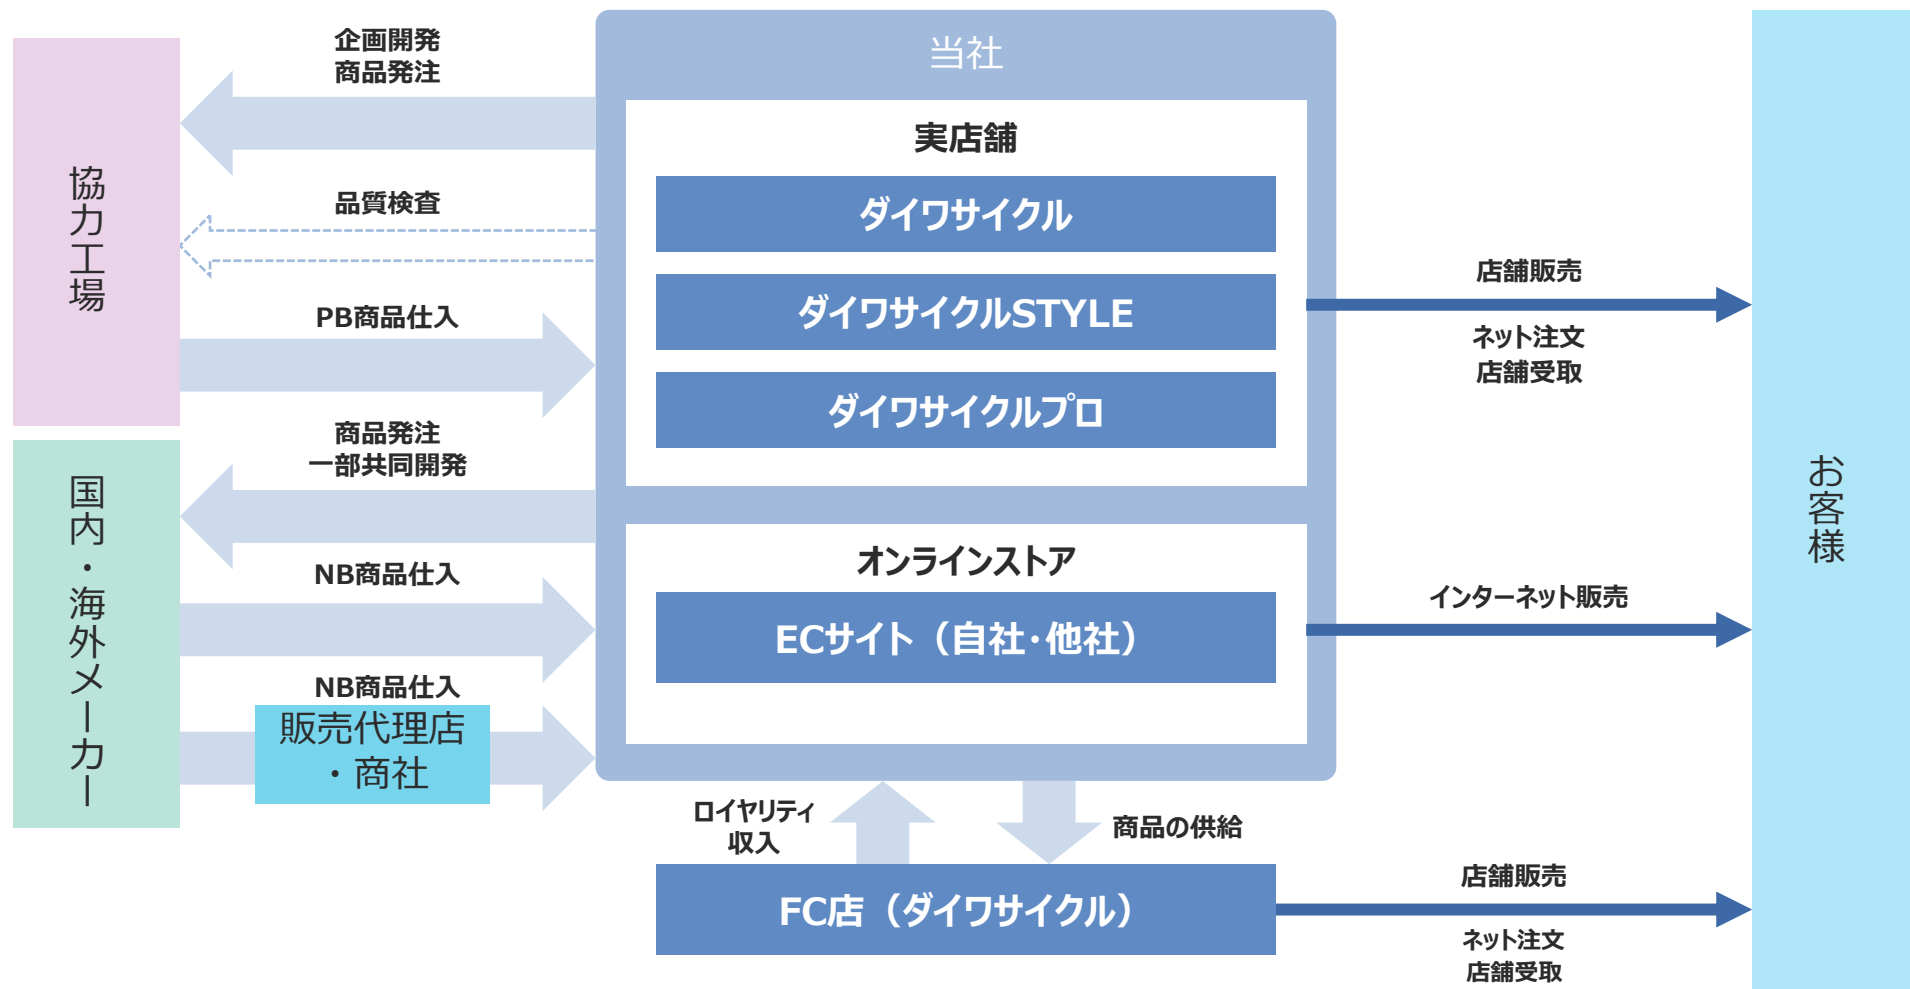 協力工場
国内・海外メーカー
企画開発
商品発注
品質検査
PB商品仕入
商品発注
一部共同開発
NB商品仕入
NB商品仕入
販売代理店
・商社
当社
実店舗
ダイワサイクル
ダイワサイクルSTYLE
ダイワサイクルプロ
オンラインストア
ECサイト（自社・他社）
ロイヤリティ
収入
商品の供給
FC店（ダイワサイクル）
店舗販売
ネット注文
店舗受取
インターネット販売
店舗販売
ネット注文
店舗受取
お客様